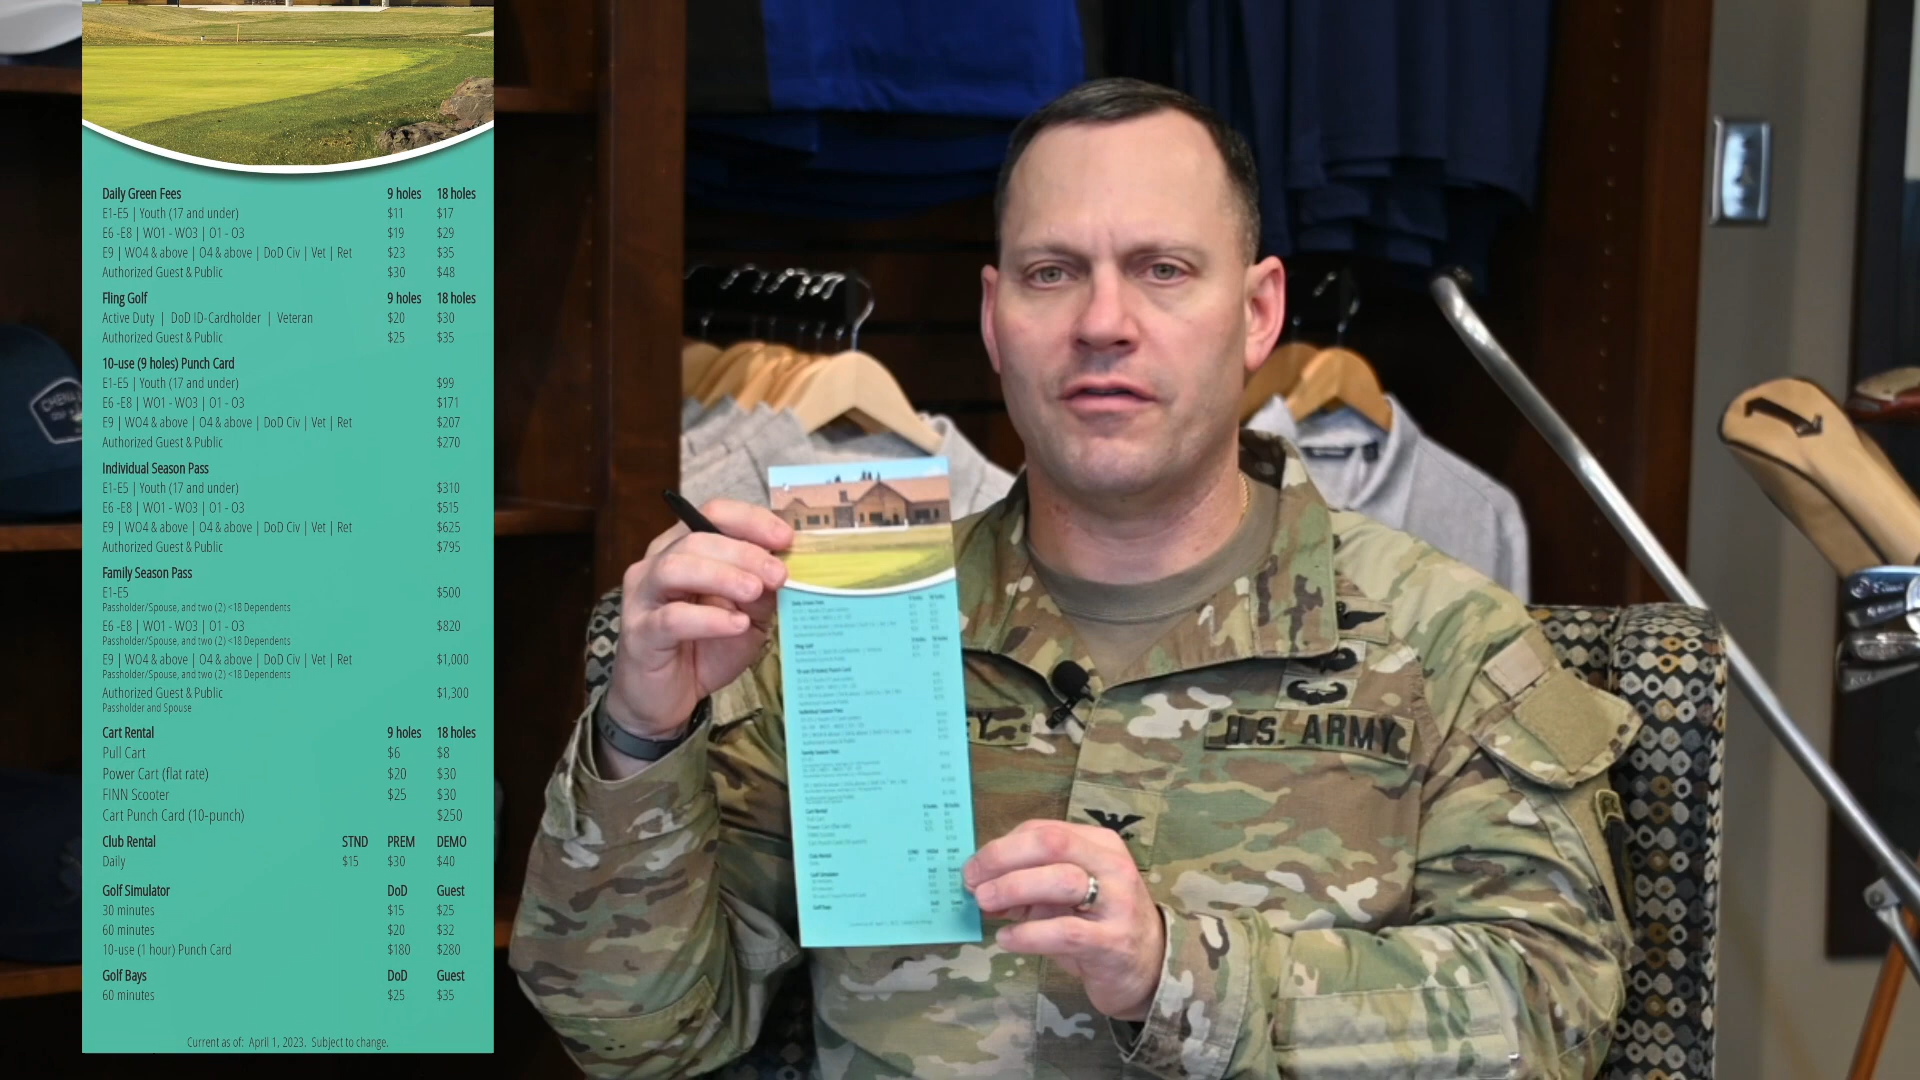 Daily Green Fees 9 holes 18 holes
E1-E5 | Youth (17 and under) $11 $17
E6 -E8 | WO1 - WO3 | O1 - O3 $19 $29
E9 | WO4 & above | O4 & above | DoD Civ | Vet | Ret $23 $35
Authorized Guest & Public $30 $48
Fling Golf 9 holes 18 holes
Active Duty | DoD ID-Cardholder | Veteran $20 $30
Authorized Guest & Public $25 $35
10-use (9 holes) Punch Card
E1-E5 | Youth (17 and under) $99
E6 -E8 | WO1 - WO3 | O1 - O3 $171
E9 | WO4 & above | O4 & above | DoD Civ | Vet | Ret $207
Authorized Guest & Public $270
Individual Season Pass
E1-E5 | Youth (17 and under) $310
E6 -E8 | WO1 - WO3 | O1 - O3 $515
E9 | WO4 & above | O4 & above | DoD Civ | Vet | Ret $625
Authorized Guest & Public $795
Family Season Pass
E1-E5 $500
Passholder/Spouse, and two (2) <18 Dependents
E6 -E8 | WO1 - WO3 | O1 - O3 $820
Passholder/Spouse, and two (2) <18 Dependents
E9 | WO4 & above | O4 & above | DoD Civ | Vet | Ret $1,000
Passholder/Spouse, and two (2) <18 Dependents
Authorized Guest & Public $1,300
Passholder and Spouse
Cart Rental 9 holes 18 holes
Pull Cart $6 $8
Power Cart (flat rate) $20 $30
FINN Scooter $25 $30
Cart Punch Card (10-punch) $250
Club Rental STND PREM DEMO
Daily $15 $30 $40
Golf Simulator DoD Guest
30 minutes $15 $25
60 minutes $20 $32
10-use (1 hour) Punch Card $180 $280
Golf Bays DoD Guest
60 minutes $25 $35
Current as of: April 1, 2023. Subject to change.
U.S. ARMY